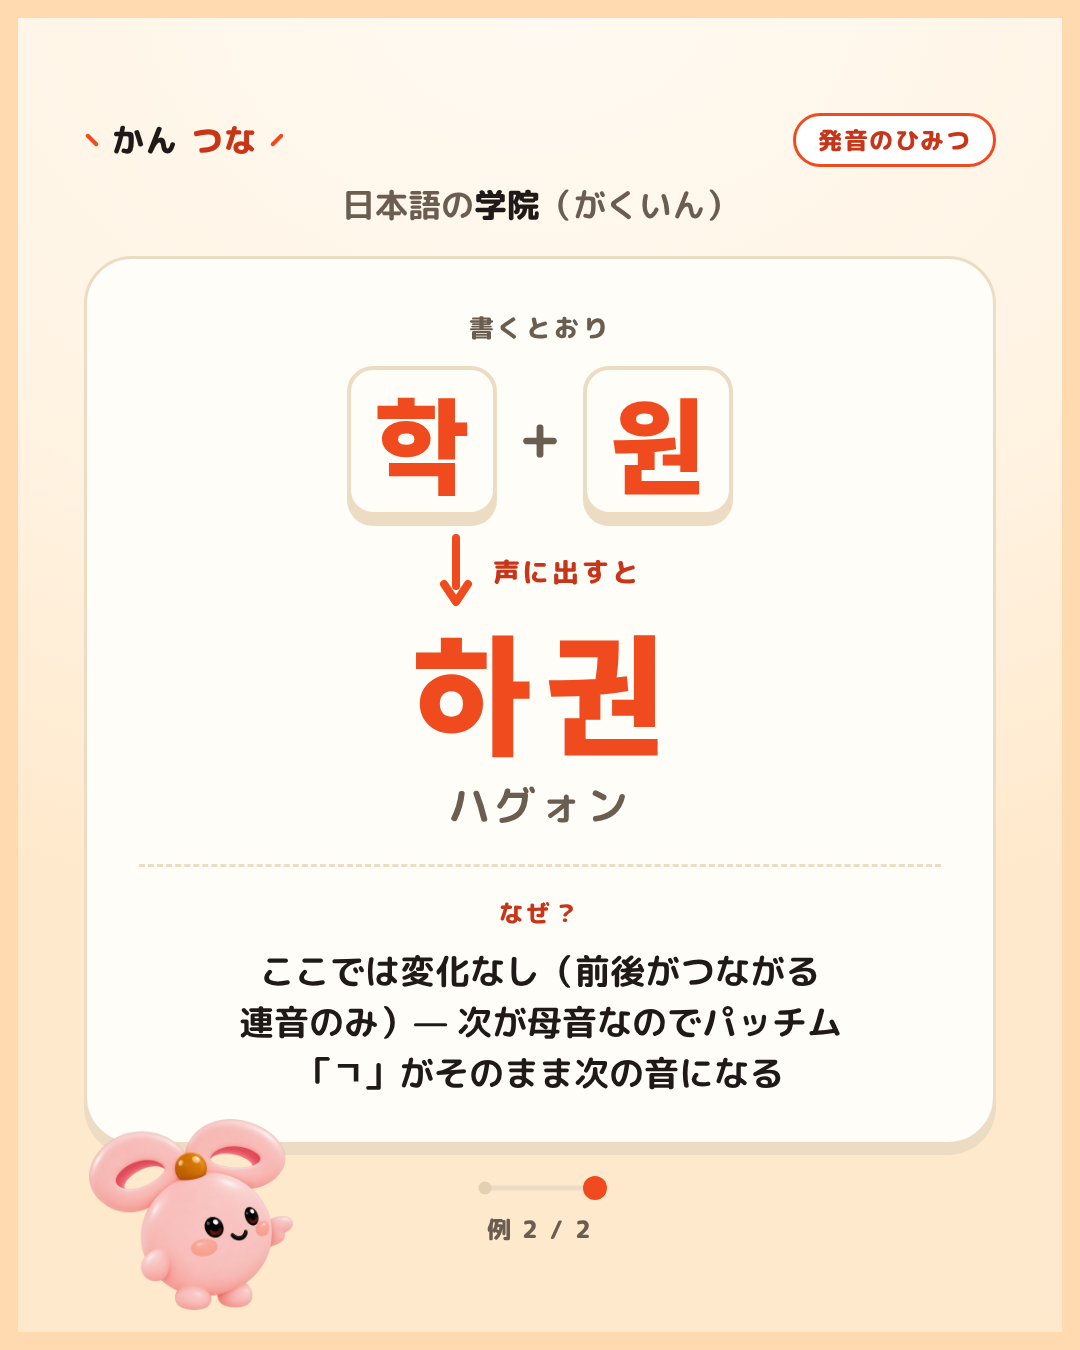 かん つな
発音のひみつ
日本語の学院（がくいん）
書くとおり
학 + 원
声に出すと
하권
ハグォン
なぜ？
ここでは変化なし（前後がつながる
連音のみ）— 次が母音なのでパッチム
「ㄱ」がそのまま次の音になる
例 2 / 2